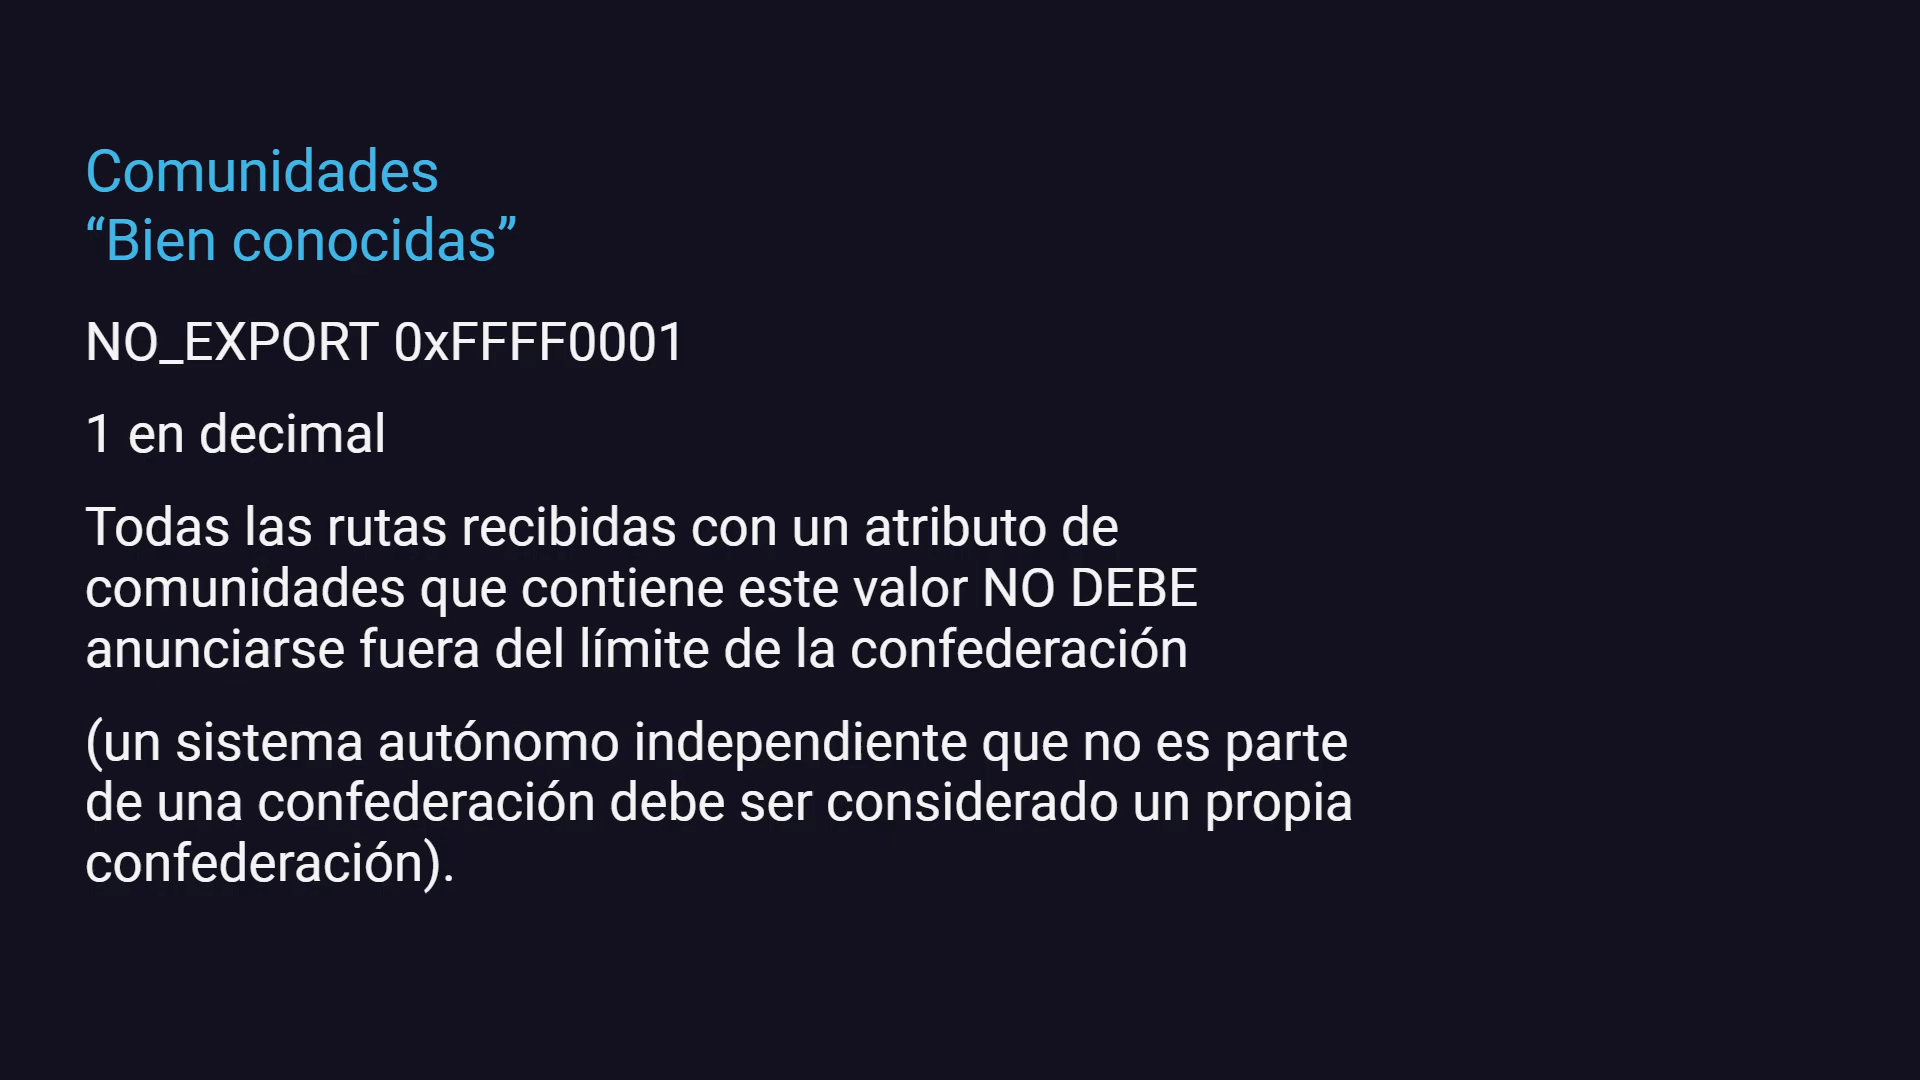 Comunidades
“Bien conocidas”
NO_EXPORT 0xFFFF0001
1 en decimal
Todas las rutas recibidas con un atributo de
comunidades que contiene este valor NO DEBE
anunciarse fuera del límite de la confederación
(un sistema autónomo independiente que no es parte
de una confederación debe ser considerado un propia
confederación).